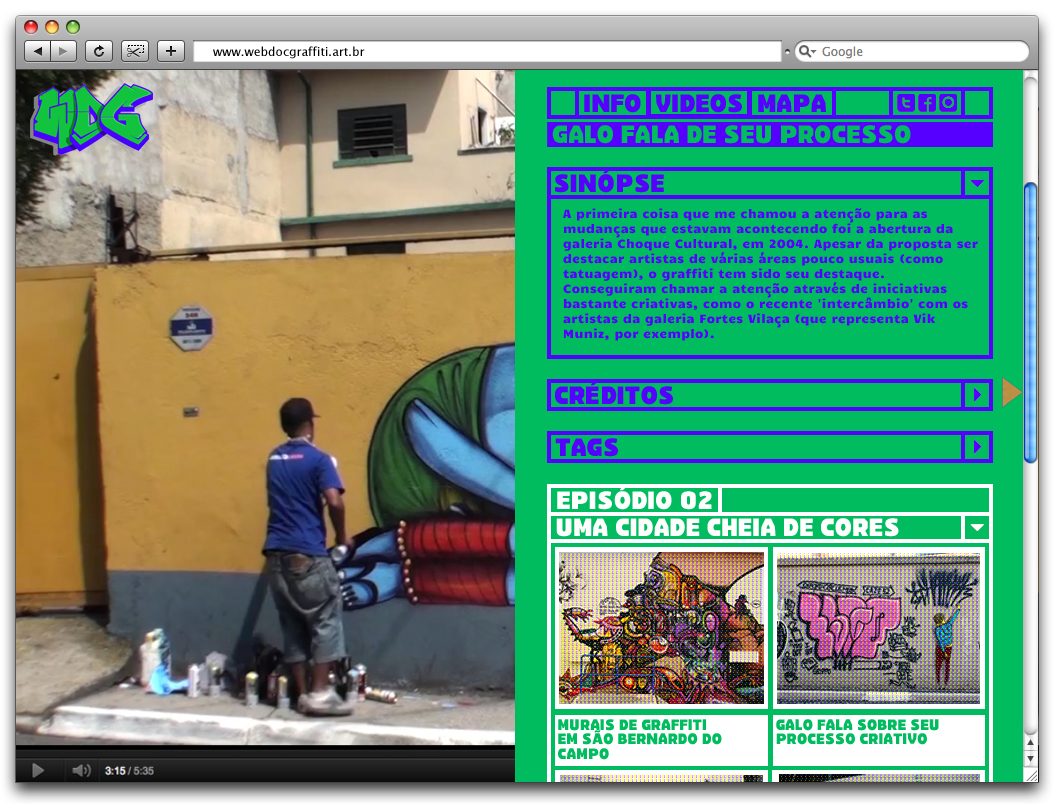 www.webdocgraffiti.art.br
Google
WDG
INFO VIDEOS MAPA
GALO FALA DE SEU PROCESSO
SINÓPSE
A primeira coisa que me chamou a atenção para as
mudanças que estavam acontecendo foi a abertura da
galeria Choque Cultural, em 2004. Apesar da proposta ser
destacar artistas de várias áreas pouco usuais (como
tatuagem), o graffiti tem sido seu destaque.
Conseguiram chamar a atenção através de iniciativas
bastante criativas, como o recente 'intercâmbio' com os
artistas da galeria Fortes Vilaça (que representa Vik
Muniz, por exemplo).
CRÉDITOS
TAGS
EPISÓDIO 02
UMA CIDADE CHEIA DE CORES
MURAIS DE GRAFFITI
EM SÃO BERNARDO DO
CAMPO
GALO FALA SOBRE SEU
PROCESSO CRIATIVO
3:15 / 5:35